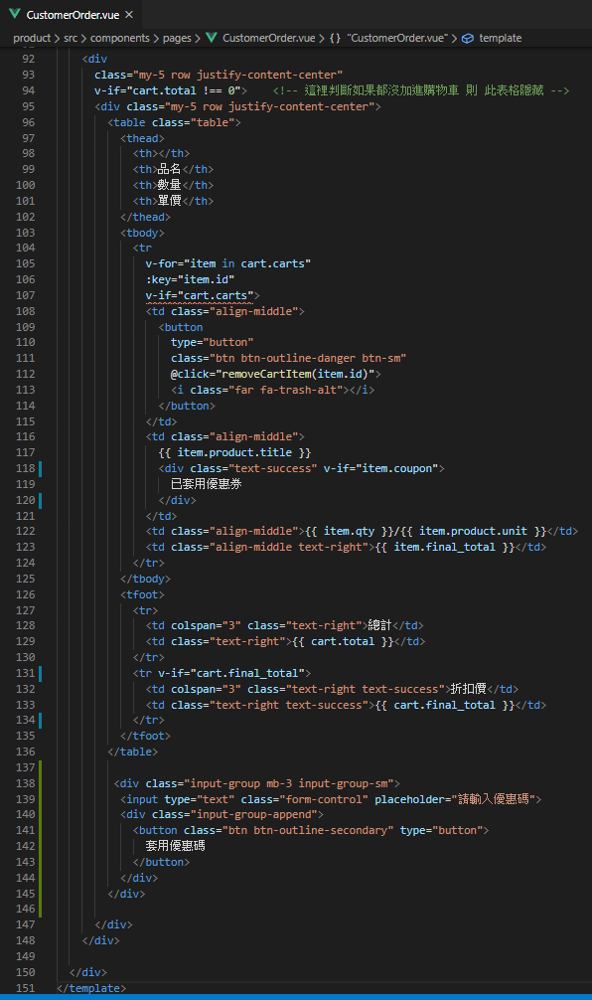 CustomerOrder.vue ×
product > src > components > pages > CustomerOrder.vue > {} "CustomerOrder.vue" > template
92 <div
93 class="my-5 row justify-content-center"
94 v-if="cart.total !== 0"> <!-- 這裡判斷如果都沒加進購物車 則 此表格隱藏 -->
95 <div class="my-5 row justify-content-center">
96 <table class="table">
97 <thead>
98 <th></th>
99 <th>品名</th>
100 <th>數量</th>
101 <th>單價</th>
102 </thead>
103 <tbody>
104 <tr
105 v-for="item in cart.carts"
106 :key="item.id"
107 v-if="cart.carts">
108 <td class="align-middle">
109 <button
110 type="button"
111 class="btn btn-outline-danger btn-sm"
112 @click="removeCartItem(item.id)">
113 <i class="far fa-trash-alt"></i>
114 </button>
115 </td>
116 <td class="align-middle">
117 {{ item.product.title }}
118 <div class="text-success" v-if="item.coupon">
119 已套用優惠券
120 </div>
121 </td>
122 <td class="align-middle">{{ item.qty }}/{{ item.product.unit }}</td>
123 <td class="align-middle text-right">{{ item.final_total }}</td>
124 </tr>
125 </tbody>
126 <tfoot>
127 <tr>
128 <td colspan="3" class="text-right">總計</td>
129 <td class="text-right">{{ cart.total }}</td>
130 </tr>
131 <tr v-if="cart.final_total">
132 <td colspan="3" class="text-right text-success">折扣價</td>
133 <td class="text-right text-success">{{ cart.final_total }}</td>
134 </tr>
135 </tfoot>
136 </table>
137
138 <div class="input-group mb-3 input-group-sm">
139 <input type="text" class="form-control" placeholder="請輸入優惠碼">
140 <div class="input-group-append">
141 <button class="btn btn-outline-secondary" type="button">
142 套用優惠碼
143 </button>
144 </div>
145 </div>
146
147 </div>
148 </div>
149
150 </div>
151 </template>